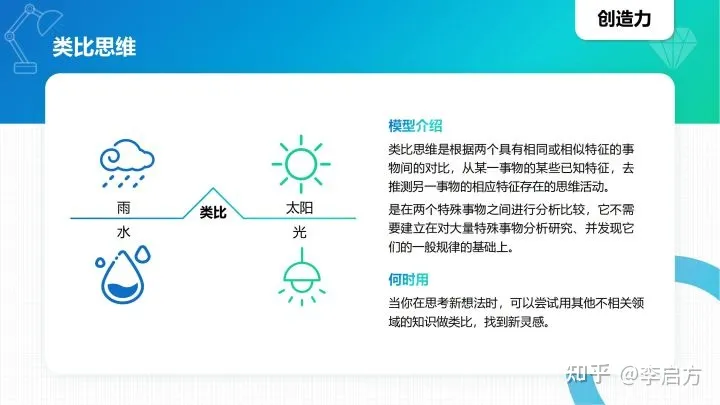 创造力
类比思维
雨
太阳
类比
水
光
模型介绍
类比思维是根据两个具有相同或相似特征的事
物间的对比，从某一事物的某些已知特征，去
推测另一事物的相应特征存在的思维活动。
是在两个特殊事物之间进行分析比较，它不需
要建立在对大量特殊事物分析研究、并发现它
们的一般规律的基础上。
何时用
当你在思考新想法时，可以尝试用其他不相关领
域的知识做类比，找到新灵感。
知乎 @李启方